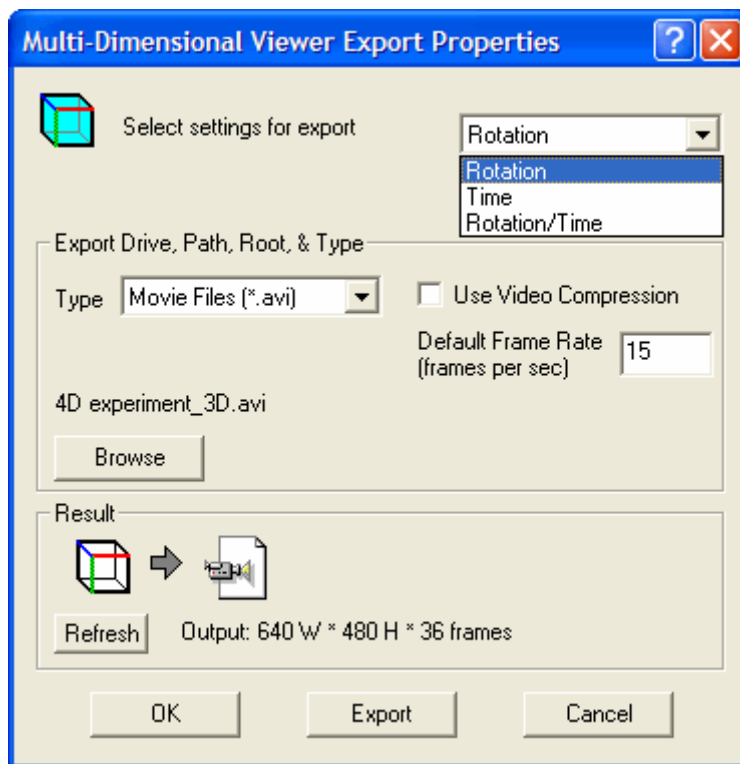 Multi-Dimensional Viewer Export Properties
Select settings for export
Rotation
Rotation
Time
Rotation/Time
Export Drive, Path, Root, & Type
Type
Movie Files (*.avi)
Use Video Compression
Default Frame Rate
(frames per sec)
15
4D experiment_3D.avi
Browse
Result
Refresh
Output: 640 W * 480 H * 36 frames
OK
Export
Cancel